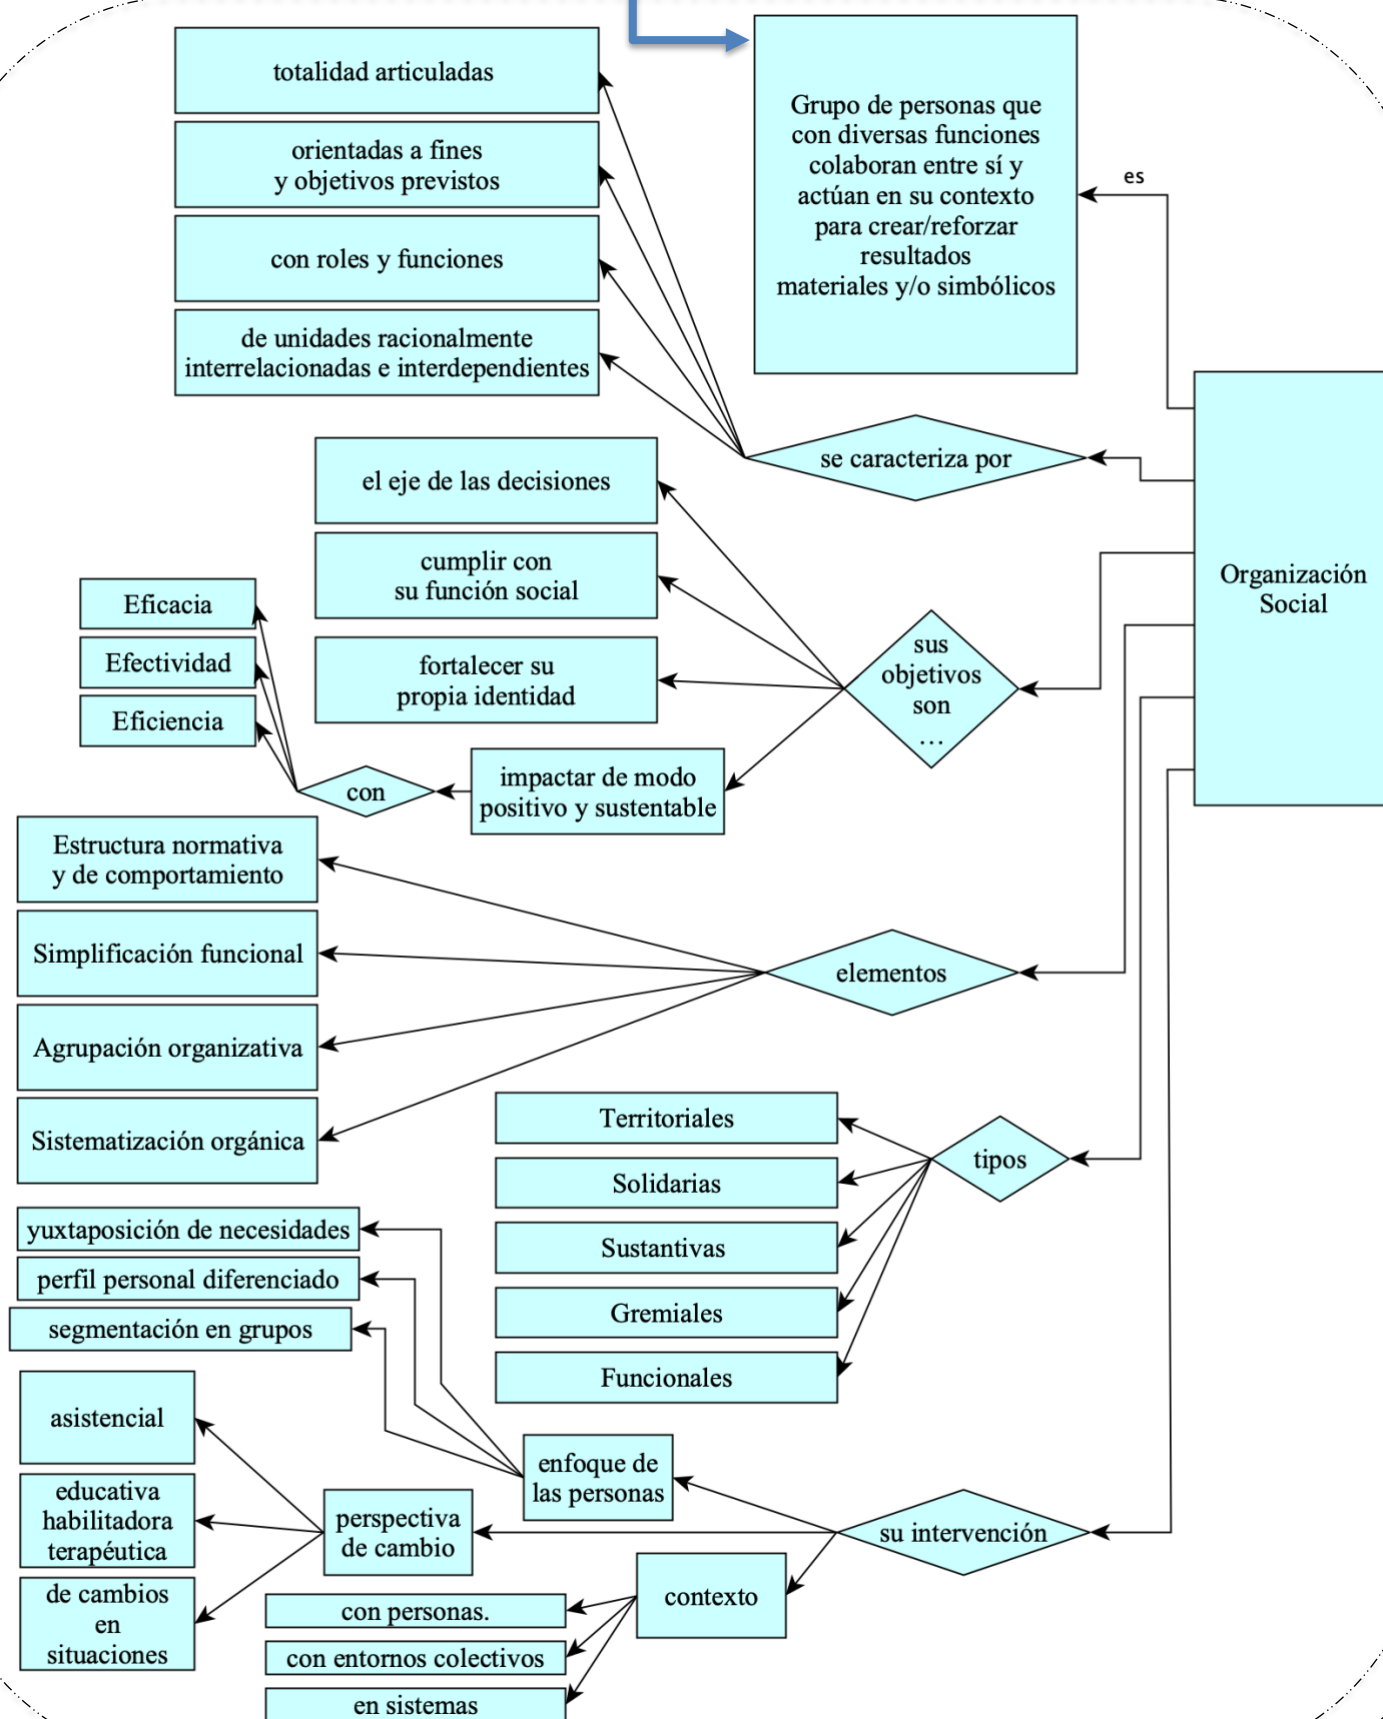 totalidad articuladas
orientadas a fines
y objetivos previstos
con roles y funciones
de unidades racionalmente
interrelacionadas e interdependientes
Grupo de personas que
con diversas funciones
colaboran entre sí y
actúan en su contexto
para crear/reforzar
resultados
materiales y/o simbólicos
es
se caracteriza por
Organización
Social
el eje de las decisiones
cumplir con
su función social
fortalecer su
propia identidad
impactar de modo
positivo y sustentable
sus
objetivos
son
…
con
Eficacia
Efectividad
Eficiencia
Estructura normativa
y de comportamiento
Simplificación funcional
Agrupación organizativa
Sistematización orgánica
elementos
Territoriales
Solidarias
Sustantivas
Gremiales
Funcionales
tipos
yuxtaposición de necesidades
perfil personal diferenciado
segmentación en grupos
enfoque de
las personas
asistencial
educativa
habilitadora
terapéutica
de cambios
en
situaciones
perspectiva
de cambio
su intervención
contexto
con personas.
con entornos colectivos
en sistemas